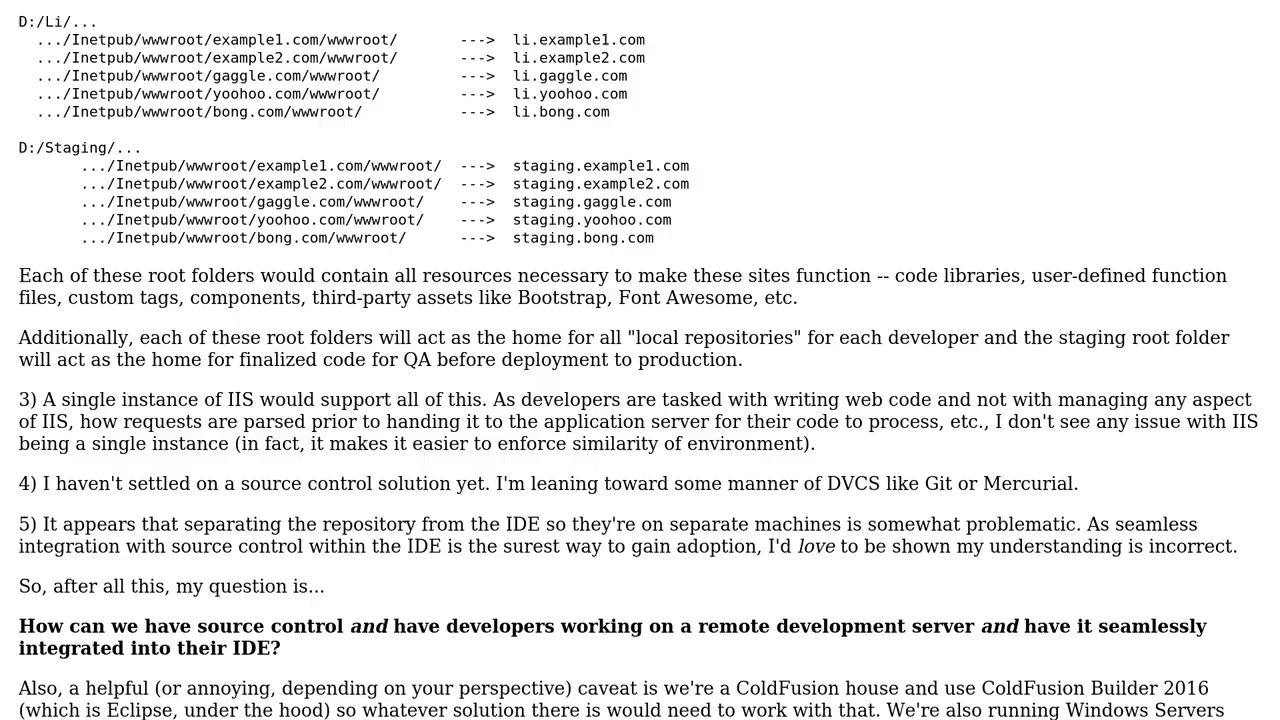 D:/Li/...
.../Inetpub/wwwroot/example1.com/wwwroot/       --->  li.example1.com
.../Inetpub/wwwroot/example2.com/wwwroot/       --->  li.example2.com
.../Inetpub/wwwroot/gaggle.com/wwwroot/         --->  li.gaggle.com
.../Inetpub/wwwroot/yoohoo.com/wwwroot/         --->  li.yoohoo.com
.../Inetpub/wwwroot/bong.com/wwwroot/           --->  li.bong.com
D:/Staging/...
.../Inetpub/wwwroot/example1.com/wwwroot/  --->  staging.example1.com
.../Inetpub/wwwroot/example2.com/wwwroot/  --->  staging.example2.com
.../Inetpub/wwwroot/gaggle.com/wwwroot/    --->  staging.gaggle.com
.../Inetpub/wwwroot/yoohoo.com/wwwroot/    --->  staging.yoohoo.com
.../Inetpub/wwwroot/bong.com/wwwroot/      --->  staging.bong.com
Each of these root folders would contain all resources necessary to make these sites function -- code libraries, user-defined function
files, custom tags, components, third-party assets like Bootstrap, Font Awesome, etc.
Additionally, each of these root folders will act as the home for all "local repositories" for each developer and the staging root folder
will act as the home for finalized code for QA before deployment to production.
3) A single instance of IIS would support all of this. As developers are tasked with writing web code and not with managing any aspect
of IIS, how requests are parsed prior to handing it to the application server for their code to process, etc., I don't see any issue with IIS
being a single instance (in fact, it makes it easier to enforce similarity of environment).
4) I haven't settled on a source control solution yet. I'm leaning toward some manner of DVCS like Git or Mercurial.
5) It appears that separating the repository from the IDE so they're on separate machines is somewhat problematic. As seamless
integration with source control within the IDE is the surest way to gain adoption, I'd love to be shown my understanding is incorrect.
So, after all this, my question is...
How can we have source control and have developers working on a remote development server and have it seamlessly
integrated into their IDE?
Also, a helpful (or annoying, depending on your perspective) caveat is we're a ColdFusion house and use ColdFusion Builder 2016
(which is Eclipse, under the hood) so whatever solution there is would need to work with that. We're also running Windows Servers